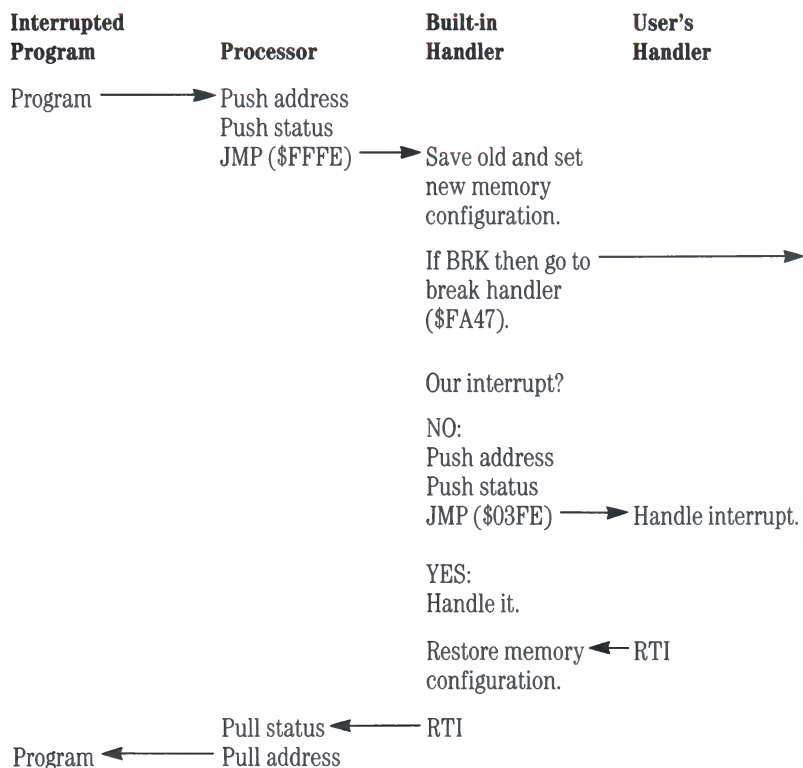 Interrupted Program
Processor
Built-in Handler
User's Handler
Program
Push address
Push status
JMP ($FFFE)
Save old and set
new memory
configuration.
If BRK then go to
break handler
($FA47).
Our interrupt?
NO:
Push address
Push status
JMP ($03FE)
Handle interrupt.
YES:
Handle it.
Restore memory
configuration.
RTI
Pull status
RTI
Program
Pull address